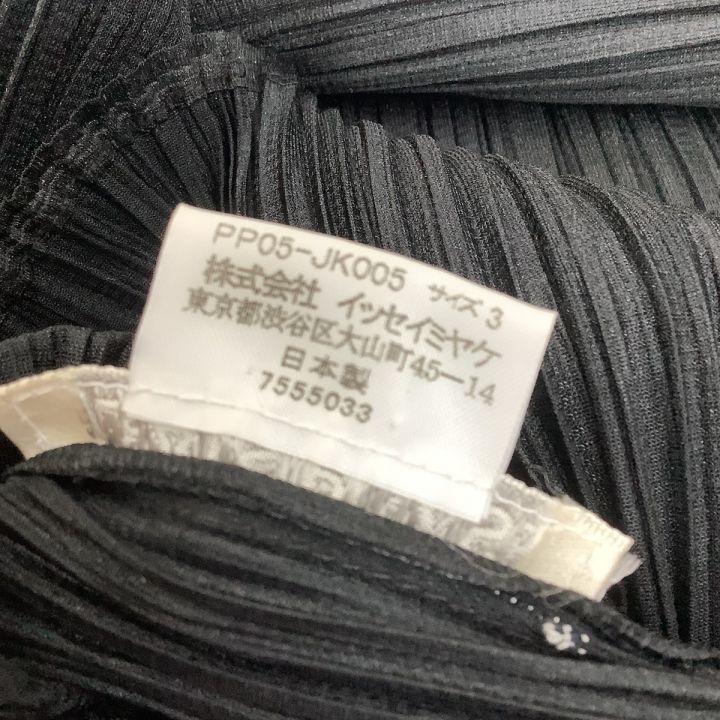 PP05-JK005 サイズ 3
株式会社 イッセイミヤケ
東京都渋谷区大山町45-14
日本製
7555033